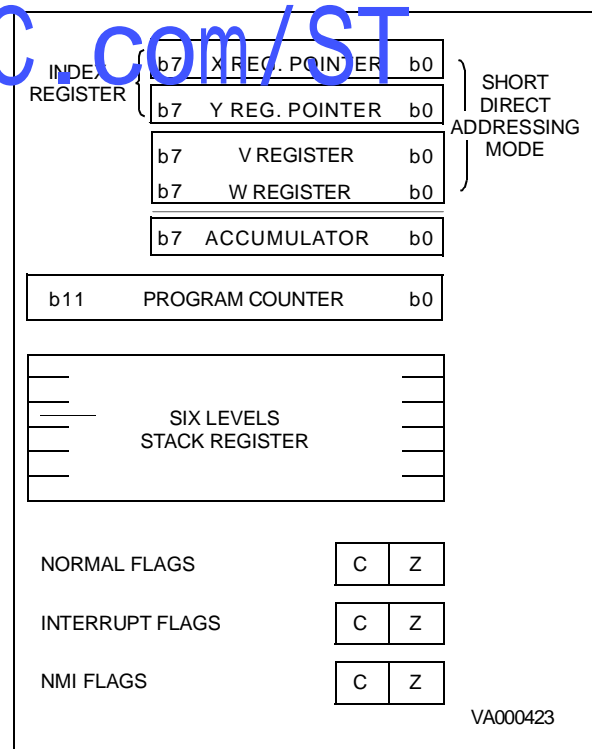 C.com/ST
INDEX
REGISTER
b7 X REG. POINTER b0
b7 Y REG. POINTER b0
SHORT
DIRECT
ADDRESSING
MODE
b7 V REGISTER b0
b7 W REGISTER b0
b7 ACCUMULATOR b0
b11 PROGRAM COUNTER b0
SIX LEVELS
STACK REGISTER
NORMAL FLAGS C Z
INTERRUPT FLAGS C Z
NMI FLAGS C Z
VA000423